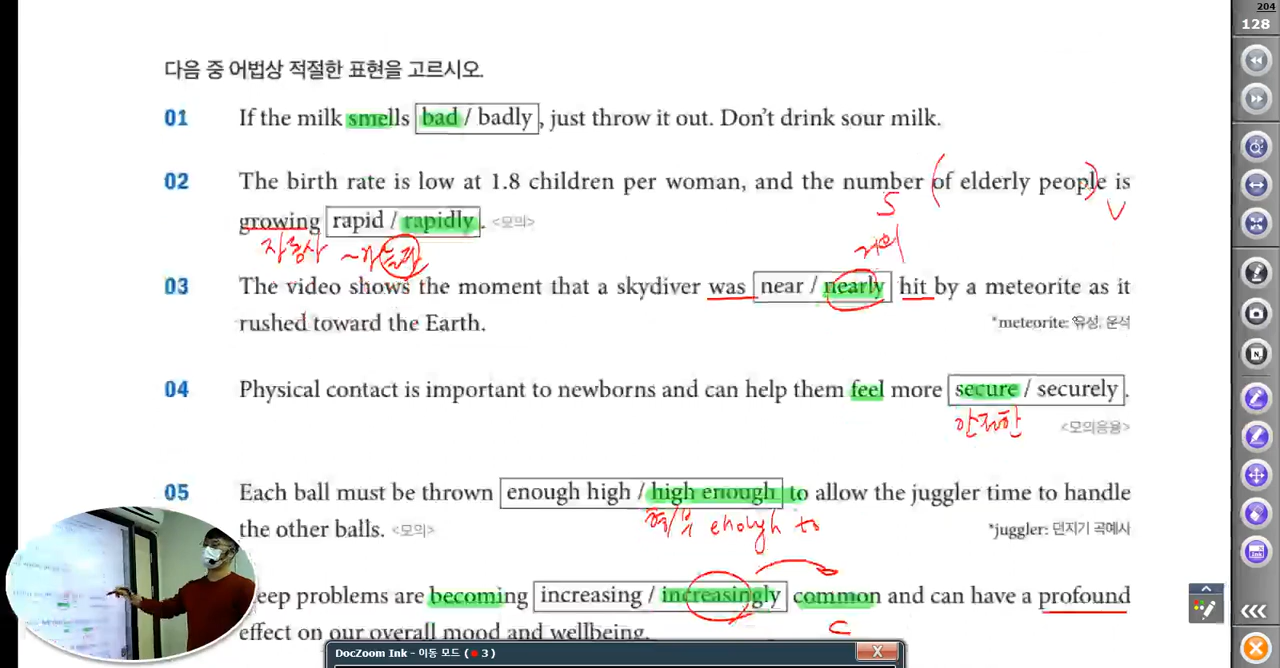 204
128
다음 중 어법상 적절한 표현을 고르시오.
01 If the milk smells bad / badly , just throw it out. Don't drink sour milk.
02 The birth rate is low at 1.8 children per woman, and the number (of elderly people) is
S V
growing rapid / rapidly . <모의>
자동사 거의
03 The video shows the moment that a skydiver was near / nearly hit by a meteorite as it
rushed toward the Earth. *meteorite: 유성, 운석
04 Physical contact is important to newborns and can help them feel more secure / securely .
안전한 <모의응용>
05 Each ball must be thrown enough high / high enough to allow the juggler time to handle
형/부 enough to
the other balls. <모의> *juggler: 던지기 곡예사
eep problems are becoming increasing / increasingly common and can have a profound
C
effect on our overall mood and wellbeing.
DocZoom Ink - 이동 모드 ( 3 )